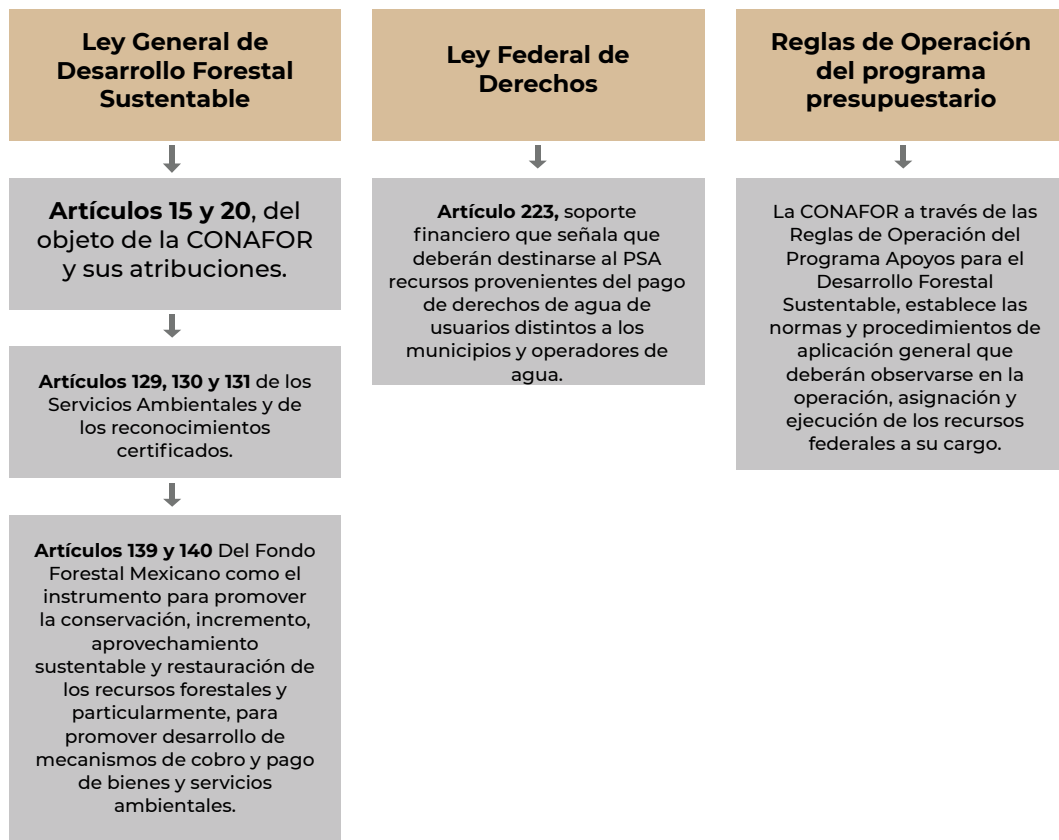 Ley General de
Desarrollo Forestal
Sustentable
Artículos 15 y 20, del
objeto de la CONAFOR
y sus atribuciones.
Artículos 129, 130 y 131 de los
Servicios Ambientales y de
los reconocimientos
certificados.
Artículos 139 y 140 Del Fondo
Forestal Mexicano como el
instrumento para promover
la conservación, incremento,
aprovechamiento
sustentable y restauración de
los recursos forestales y
particularmente, para
promover desarrollo de
mecanismos de cobro y pago
de bienes y servicios
ambientales.
Ley Federal de
Derechos
Artículo 223, soporte
financiero que señala que
deberán destinarse al PSA
recursos provenientes del pago
de derechos de agua de
usuarios distintos a los
municipios y operadores de
agua.
Reglas de Operación
del programa
presupuestario
La CONAFOR a través de las
Reglas de Operación del
Programa Apoyos para el
Desarrollo Forestal
Sustentable, establece las
normas y procedimientos de
aplicación general que
deberán observarse en la
operación, asignación y
ejecución de los recursos
federales a su cargo.